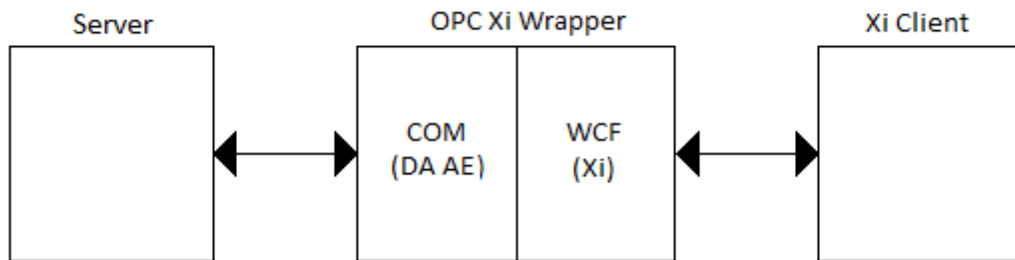 Server
OPC Xi Wrapper
Xi Client
COM
(DA AE)
WCF
(Xi)